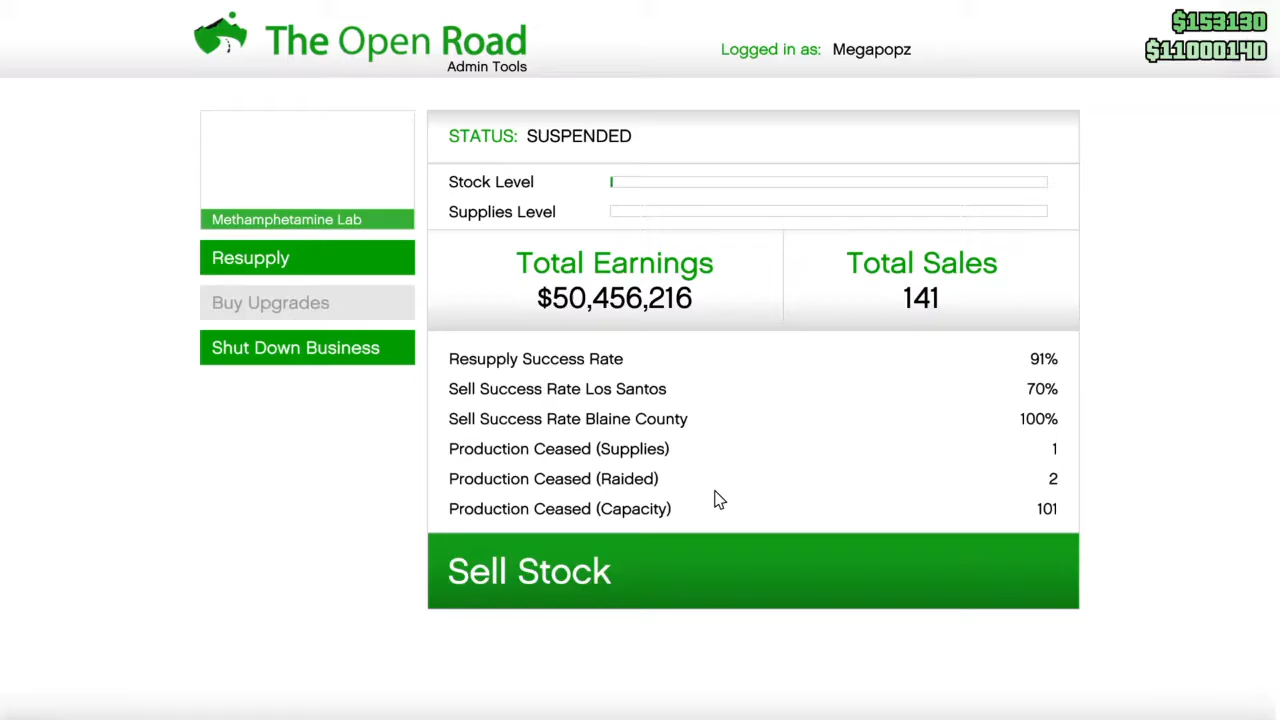 The Open Road
Admin Tools
Logged in as: Megapopz
$153130
$11000140
Methamphetamine Lab
Resupply
Buy Upgrades
Shut Down Business
STATUS: SUSPENDED
Stock Level
Supplies Level
Total Earnings
$50,456,216
Total Sales
141
Resupply Success Rate 91%
Sell Success Rate Los Santos 70%
Sell Success Rate Blaine County 100%
Production Ceased (Supplies) 1
Production Ceased (Raided) 2
Production Ceased (Capacity) 101
Sell Stock